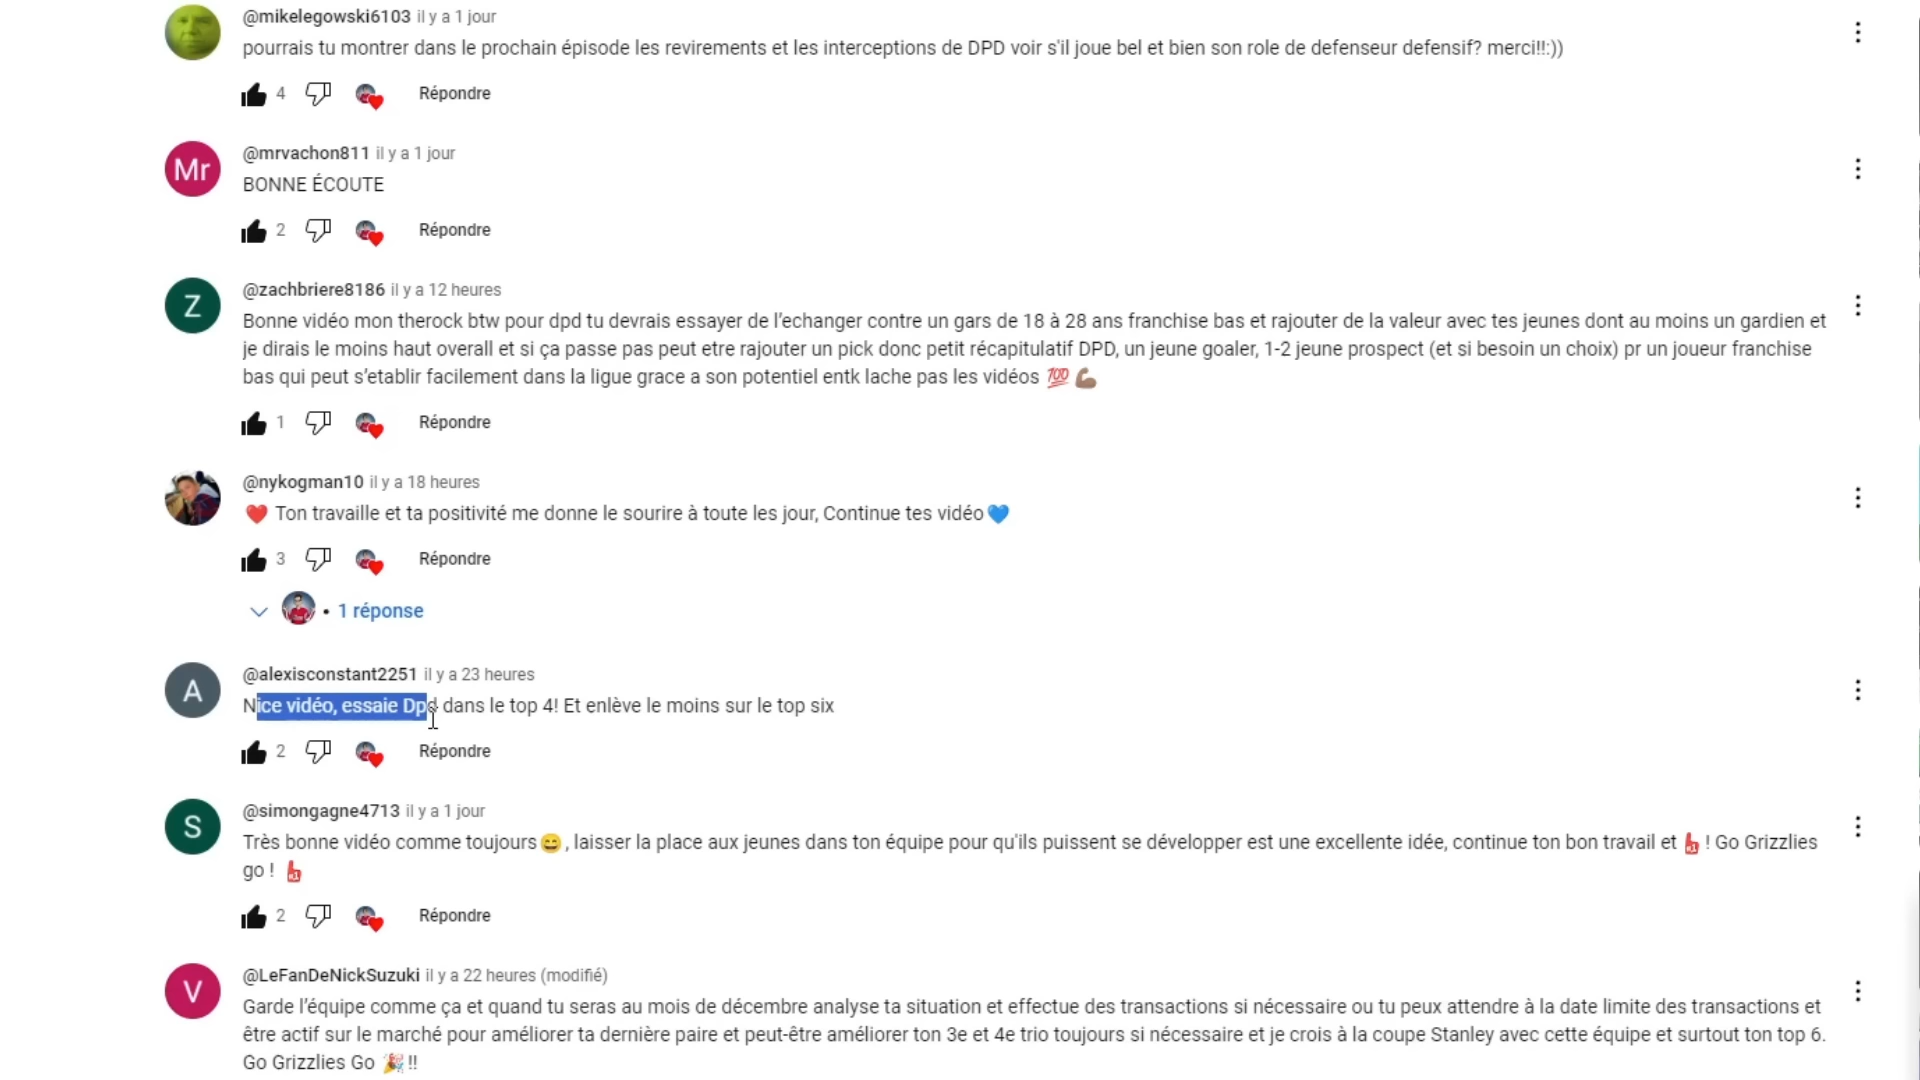 @mikelegowski6103 il y a 1 jour
pourrais tu montrer dans le prochain épisode les revirements et les interceptions de DPD voir s'il joue bel et bien son role de defenseur defensif? merci!!:))
4 Répondre
Mr @mrvachon811 il y a 1 jour
BONNE ÉCOUTE
2 Répondre
Z @zachbriere8186 il y a 12 heures
Bonne vidéo mon therock btw pour dpd tu devrais essayer de l'echanger contre un gars de 18 à 28 ans franchise bas et rajouter de la valeur avec tes jeunes dont au moins un gardien et
je dirais le moins haut overall et si ça passe pas peut etre rajouter un pick donc petit récapitulatif DPD, un jeune goaler, 1-2 jeune prospect (et si besoin un choix) pr un joueur franchise
bas qui peut s'etablir facilement dans la ligue grace a son potentiel entk lache pas les vidéos 💯 💪🏽
1 Répondre
@nykogman10 il y a 18 heures
❤️ Ton travaille et ta positivité me donne le sourire à toute les jour, Continue tes vidéo💙
3 Répondre
• 1 réponse
A @alexisconstant2251 il y a 23 heures
Nice vidéo, essaie Dpd dans le top 4! Et enlève le moins sur le top six
2 Répondre
S @simongagne4713 il y a 1 jour
Très bonne vidéo comme toujours😄, laisser la place aux jeunes dans ton équipe pour qu'ils puissent se développer est une excellente idée, continue ton bon travail et ! Go Grizzlies
go !
2 Répondre
V @LeFanDeNickSuzuki il y a 22 heures (modifié)
Garde l'équipe comme ça et quand tu seras au mois de décembre analyse ta situation et effectue des transactions si nécessaire ou tu peux attendre à la date limite des transactions et
être actif sur le marché pour améliorer ta dernière paire et peut-être améliorer ton 3e et 4e trio toujours si nécessaire et je crois à la coupe Stanley avec cette équipe et surtout ton top 6.
Go Grizzlies Go 🎉!!